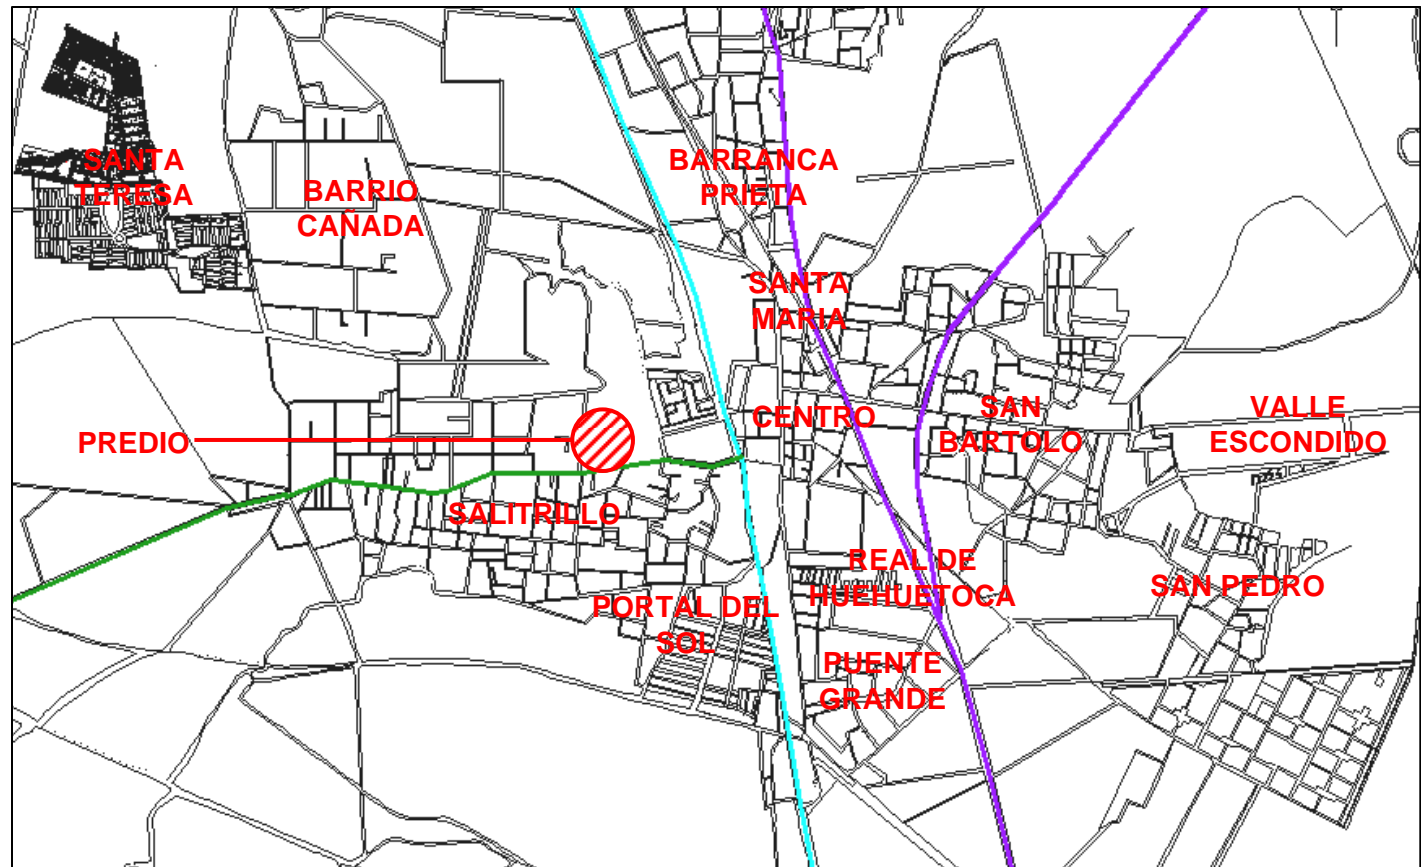 SANTA
TERESA
BARRIO
CAÑADA
BARRANCA
PRIETA
SANTA
MARIA
CENTRO
SAN
BARTOLO
VALLE
ESCONDIDO
PREDIO
SALITRILLO
REAL DE
HUEHUETOCA
SAN PEDRO
PORTAL DEL
SOL
PUENTE
GRANDE